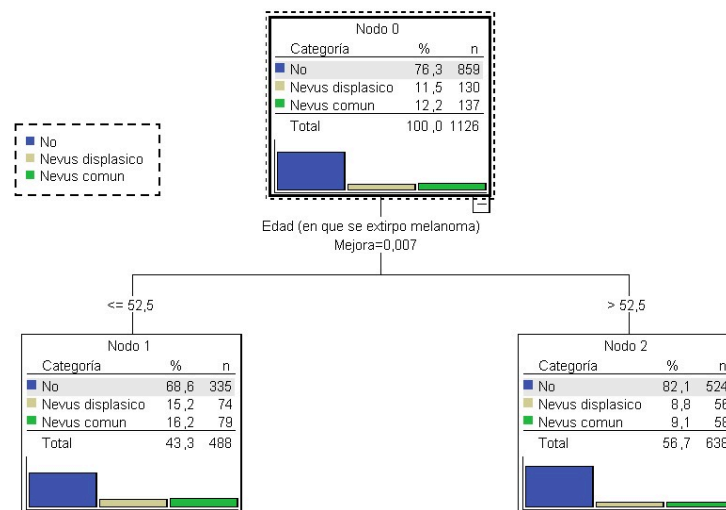 Nodo 0
Categoría % n
No 76,3 859
Nevus displasico 11,5 130
Nevus comun 12,2 137
Total 100,0 1126
No
Nevus displasico
Nevus comun
Edad (en que se extirpo melanoma)
Mejora=0,007
<= 52,5
> 52,5
Nodo 1
Categoría % n
No 68,6 335
Nevus displasico 15,2 74
Nevus comun 16,2 79
Total 43,3 488
Nodo 2
Categoría % n
No 82,1 524
Nevus displasico 8,8 56
Nevus comun 9,1 58
Total 56,7 638